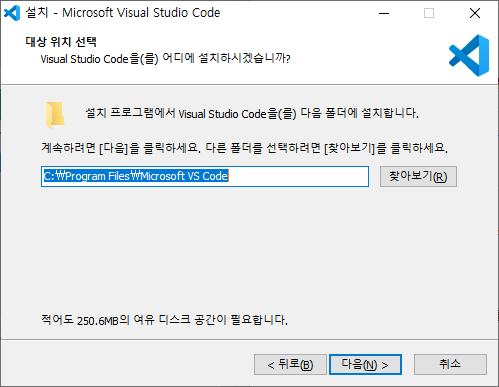 설치 - Microsoft Visual Studio Code
대상 위치 선택
Visual Studio Code을(를) 어디에 설치하시겠습니까?
설치 프로그램에서 Visual Studio Code을(를) 다음 폴더에 설치합니다.
계속하려면 [다음]을 클릭하세요. 다른 폴더를 선택하려면 [찾아보기]를 클릭하세요.
C:₩Program Files₩Microsoft VS Code
찾아보기(R)
적어도 250.6MB의 여유 디스크 공간이 필요합니다.
< 뒤로(B) 다음(N) > 취소